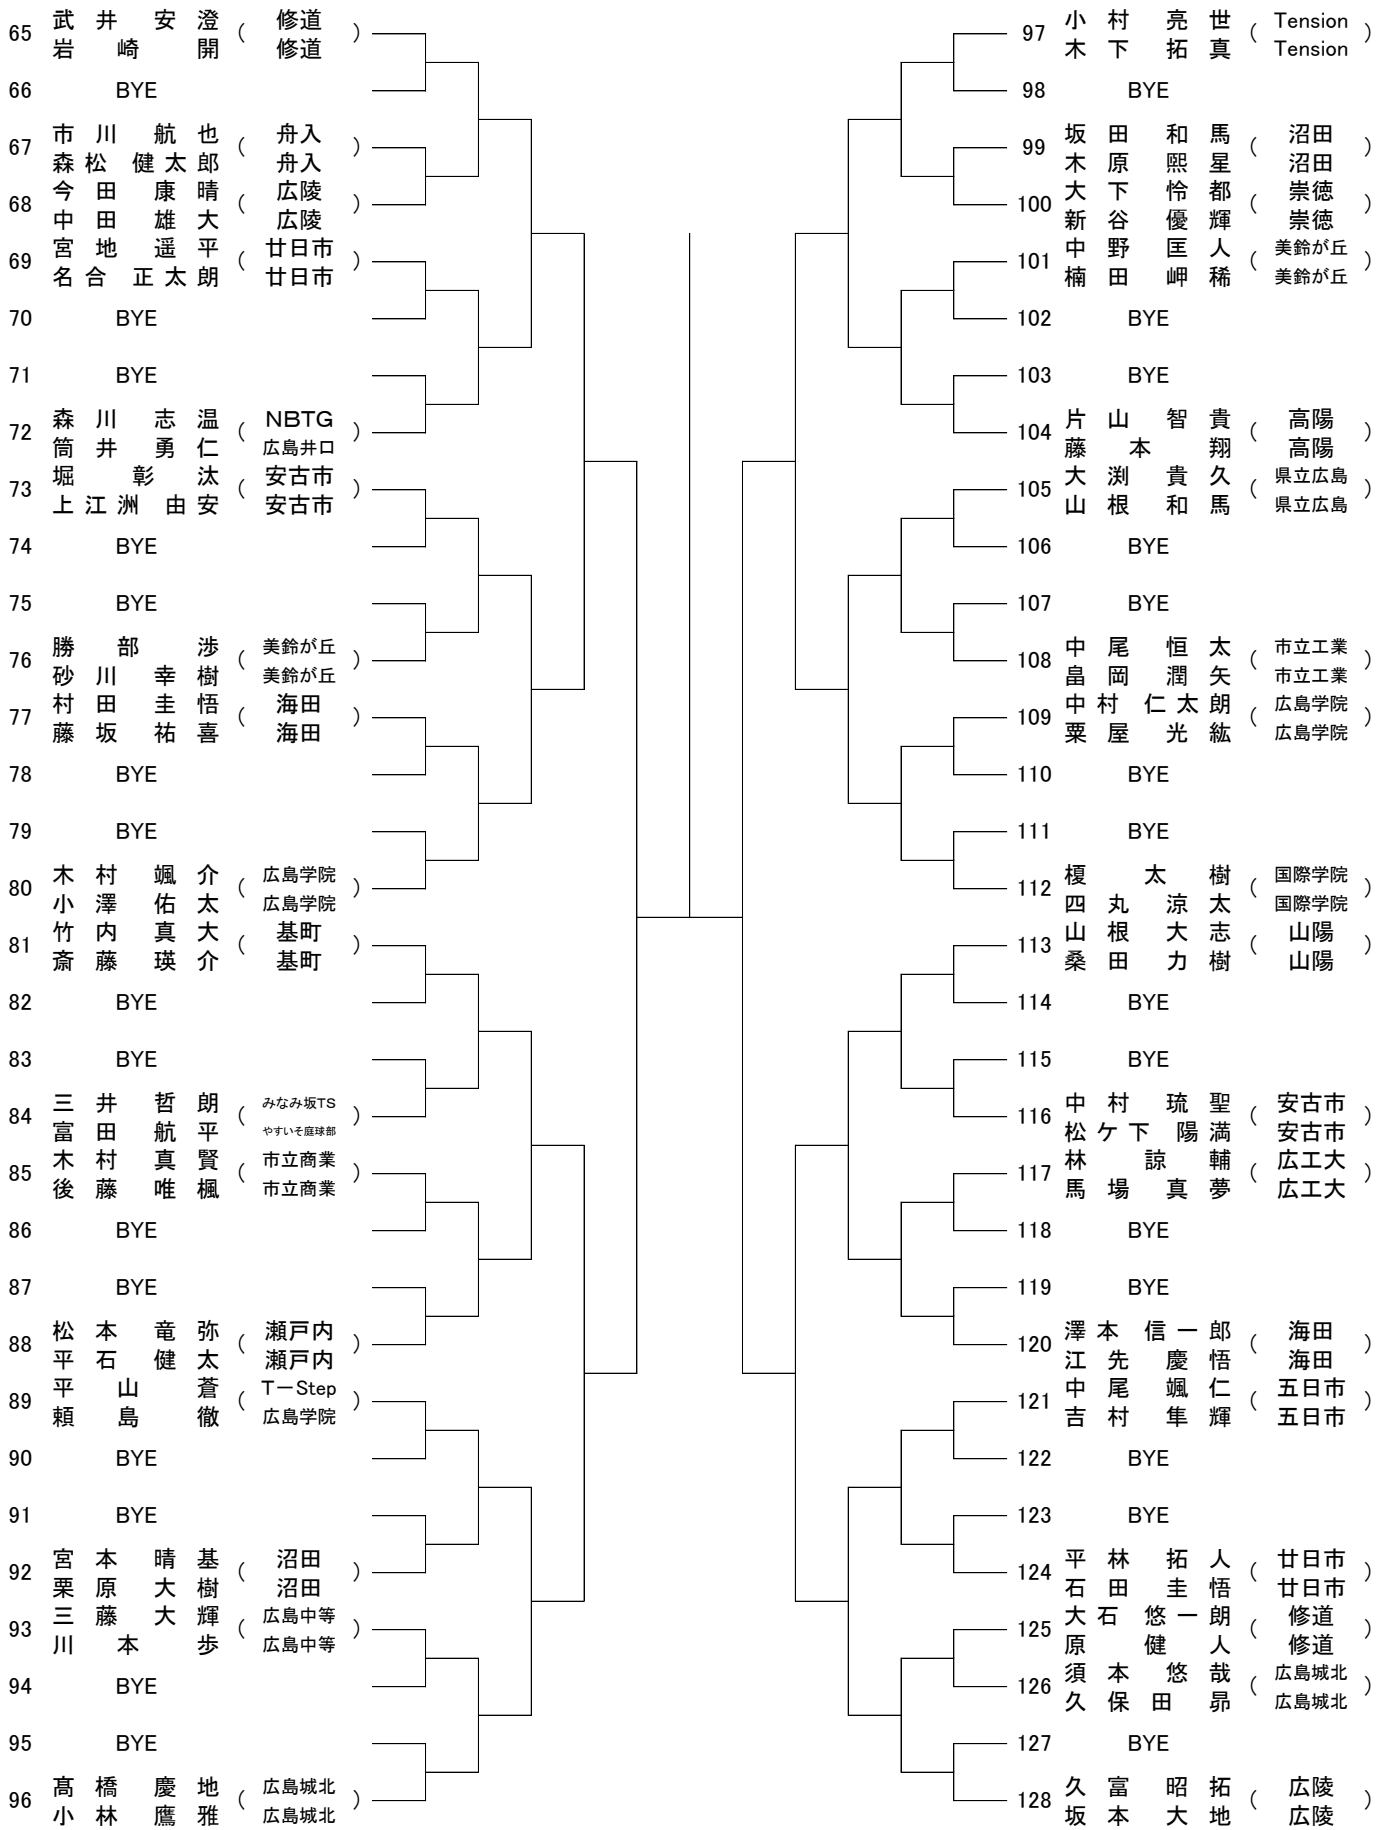 65 武井 安澄 ( 修道 )
岩崎 開 修道
66 BYE
67 市川 航也 ( 舟入 )
森松 健太郎 舟入
68 今田 康晴 ( 広陵 )
中田 雄大 広陵
69 宮地 遥平 ( 廿日市 )
名合 正太朗 廿日市
70 BYE
71 BYE
72 森川 志温 ( NBTG )
筒井 勇仁 広島井口
73 堀 彰汰 ( 安古市 )
上江洲 由安 安古市
74 BYE
75 BYE
76 勝部 渉 ( 美鈴が丘 )
砂川 幸樹 美鈴が丘
77 村田 圭悟 ( 海田 )
藤坂 祐喜 海田
78 BYE
79 BYE
80 木村 颯介 ( 広島学院 )
小澤 佑太 広島学院
81 竹内 真大 ( 基町 )
斎藤 瑛介 基町
82 BYE
83 BYE
84 三井 哲朗 ( みなみ坂TS )
富田 航平 やすいそ庭球部
85 木村 真賢 ( 市立商業 )
後藤 唯楓 市立商業
86 BYE
87 BYE
88 松本 竜弥 ( 瀬戸内 )
平石 健太 瀬戸内
89 平山 蒼 ( T－Step )
頼島 徹 広島学院
90 BYE
91 BYE
92 宮本 晴基 ( 沼田 )
栗原 大樹 沼田
93 三藤 大輝 ( 広島中等 )
川本 歩 広島中等
94 BYE
95 BYE
96 髙橋 慶地 ( 広島城北 )
小林 鷹雅 広島城北
97 小村 亮世 ( Tension )
木下 拓真 Tension
98 BYE
99 坂田 和馬 ( 沼田 )
木原 熙星 沼田
100 大下 怜都 ( 崇徳 )
新谷 優輝 崇徳
101 中野 匡人 ( 美鈴が丘 )
楠田 岬稀 美鈴が丘
102 BYE
103 BYE
104 片山 智貴 ( 高陽 )
藤本 翔 高陽
105 大渕 貴久 ( 県立広島 )
山根 和馬 県立広島
106 BYE
107 BYE
108 中尾 恒太 ( 市立工業 )
畠岡 潤矢 市立工業
109 中村 仁太朗 ( 広島学院 )
粟屋 光紘 広島学院
110 BYE
111 BYE
112 榎 太樹 ( 国際学院 )
四丸 涼太 国際学院
113 山根 大志 ( 山陽 )
桑田 力樹 山陽
114 BYE
115 BYE
116 中村 琉聖 ( 安古市 )
松ケ下 陽満 安古市
117 林 諒輔 ( 広工大 )
馬場 真夢 広工大
118 BYE
119 BYE
120 澤本 信一郎 ( 海田 )
江先 慶悟 海田
121 中尾 颯仁 ( 五日市 )
吉村 隼輝 五日市
122 BYE
123 BYE
124 平林 拓人 ( 廿日市 )
石田 圭悟 廿日市
125 大石 悠一朗 ( 修道 )
原 健人 修道
126 須本 悠哉 ( 広島城北 )
久保田 昴 広島城北
127 BYE
128 久富 昭拓 ( 広陵 )
坂本 大地 広陵